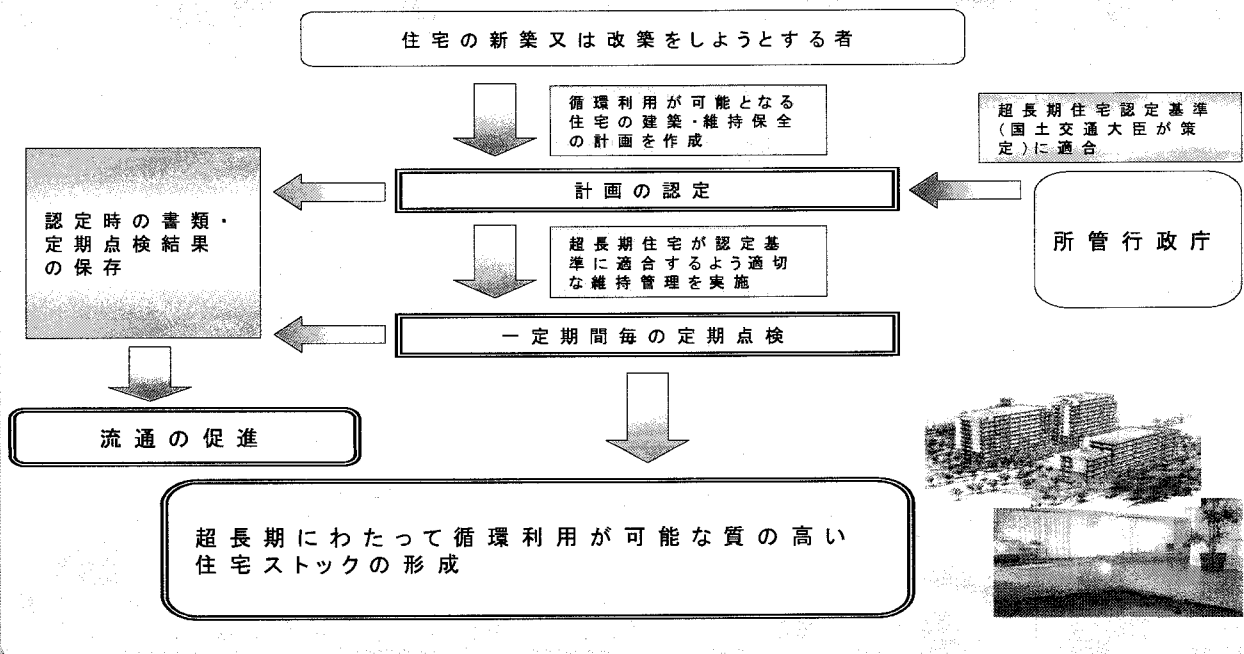 住宅の新築又は改築をしようとする者
循環利用が可能となる
住宅の建築・維持保全
の計画を作成
超長期住宅認定基準
(国土交通大臣が策
定)に適合
計画の認定
所管行政庁
認定時の書類・
定期点検結果
の保存
超長期住宅が認定基
準に適合するよう適切
な維持管理を実施
一定期間毎の定期点検
流通の促進
超長期にわたって循環利用が可能な質の高い
住宅ストックの形成